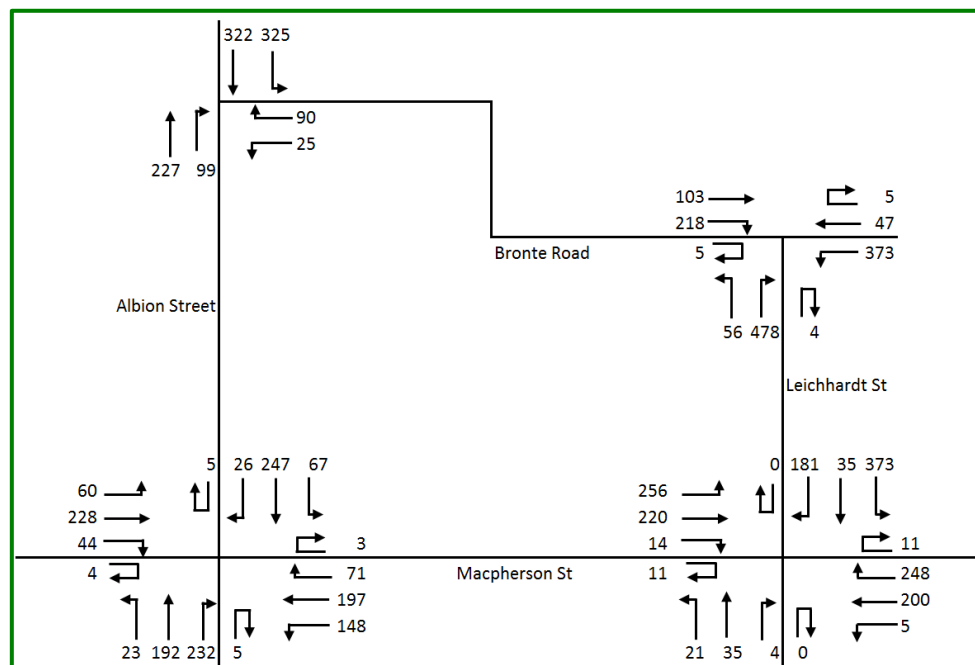 322 325
90
25
227 99
103 5
218 47
Bronte Road 5 373
Albion Street
56 478 4
Leichhardt St
5 26 247 67 0 181 35 373
60 256
228 220
44 3 14 11
4 71 Macpherson St 11 248
197 200
148 5
23 192 232 5 21 35 4 0